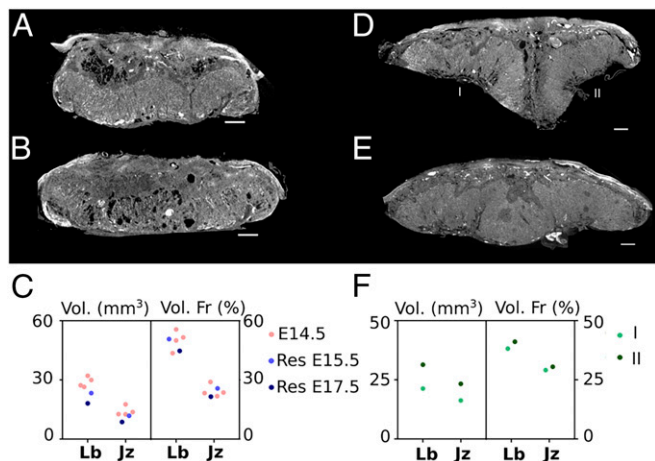 A
D
I
II
B
E
C
Vol. (mm³) Vol. Fr (%)
60 60
E14.5
Res E15.5
30 30
Res E17.5
0 0
Lb Jz Lb Jz
F
Vol. (mm³) Vol. Fr (%)
50 50
I
II
25 25
0 0
Lb Jz Lb Jz